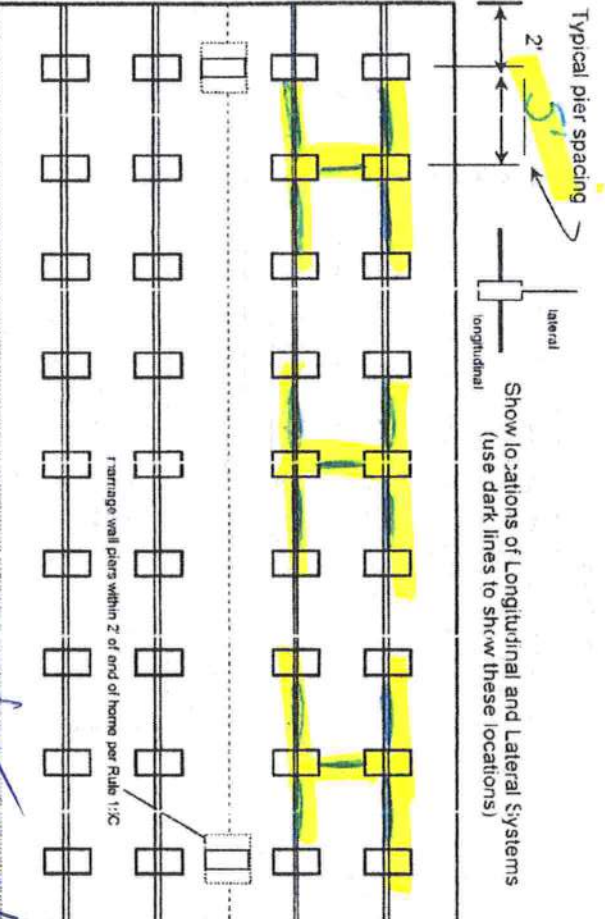 Typical pier spacing
2'
5'
lateral
longitudinal
Show locations of Longitudinal and Lateral Systems
(use dark lines to show these locations)
marriage wall piers within 2' of end of home per Rule 15C